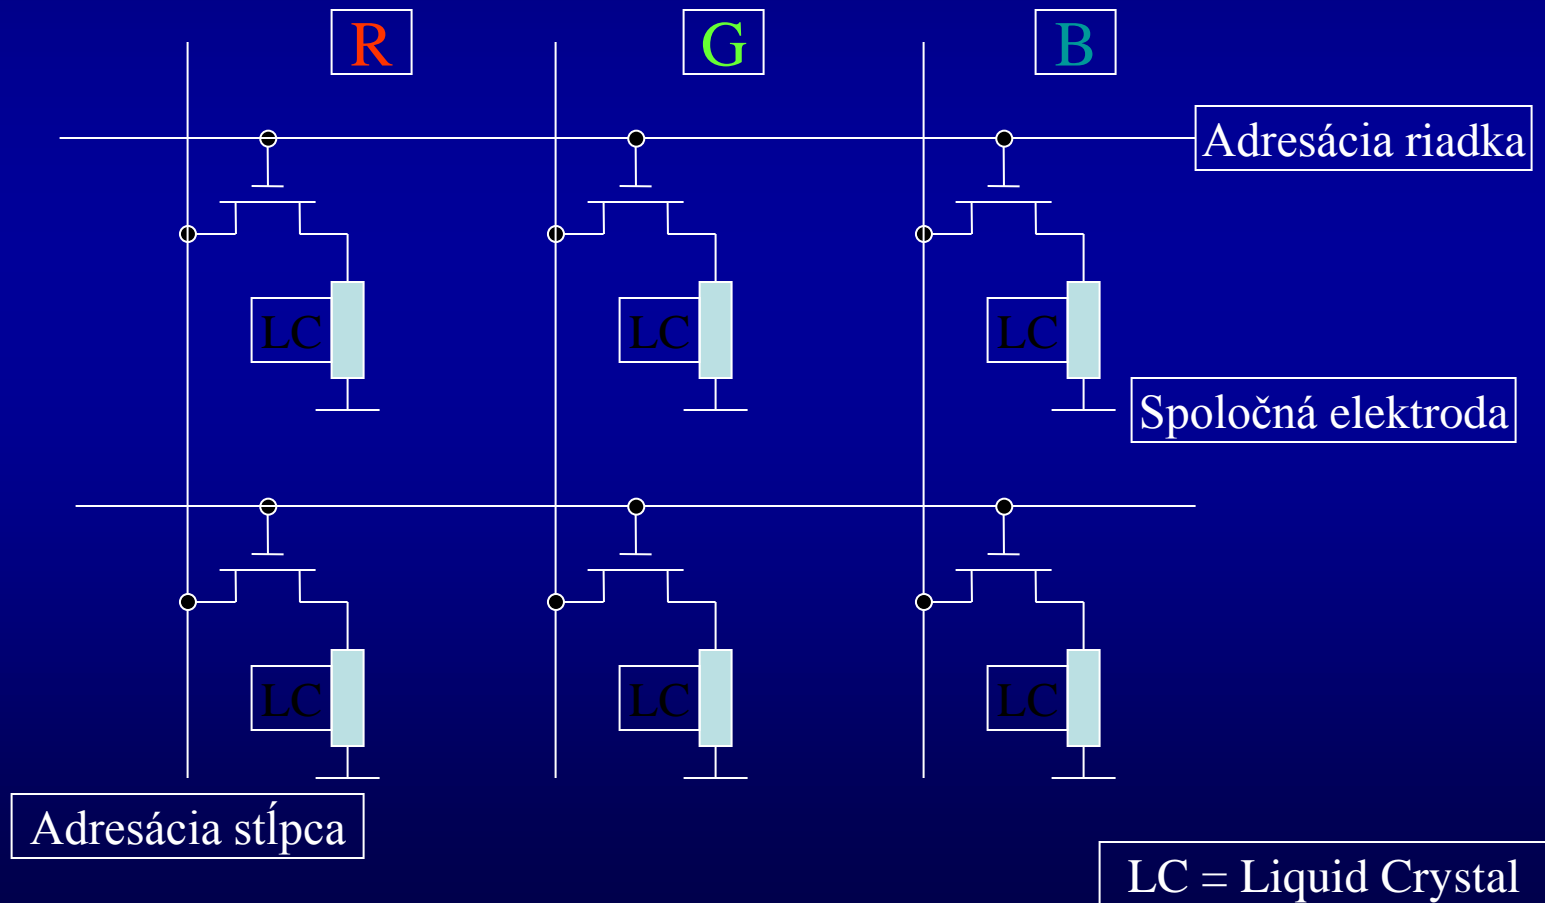 R
G
B
Adresácia riadka
LC
LC
LC
Spoločná elektroda
LC
LC
LC
Adresácia stĺpca
LC = Liquid Crystal